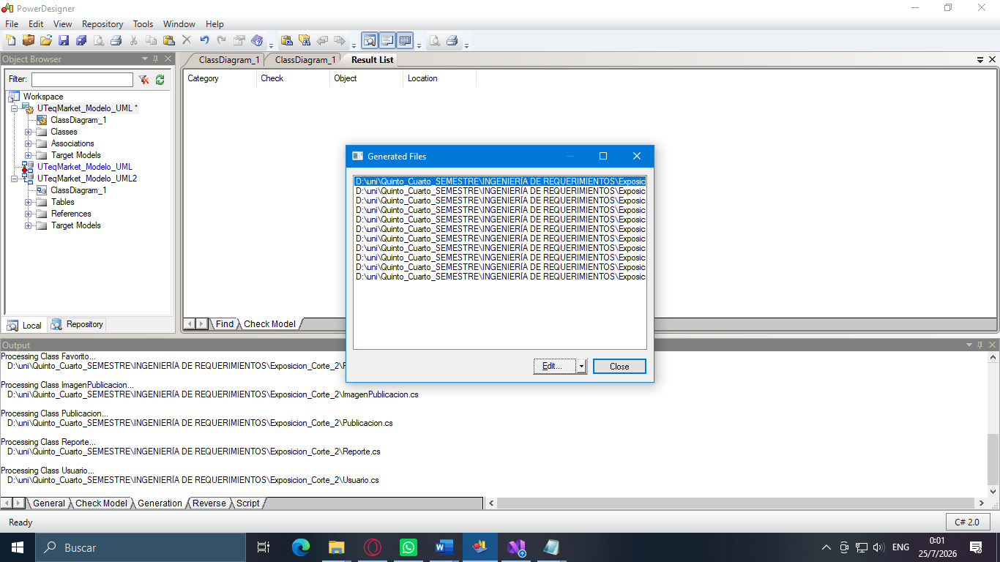 PowerDesigner
File Edit View Repository Tools Window Help
Object Browser
ClassDiagram_1 ClassDiagram_1 Result List
Filter:
Category Check Object Location
Workspace
UTeqMarket_Modelo_UML *
ClassDiagram_1
Classes
Associations
Target Models
UTeqMarket_Modelo_UML
UTeqMarket_Modelo_UML2
ClassDiagram_1
Tables
References
Target Models
Local Repository
Find Check Model
Generated Files
D:\uni\Quinto_Cuarto_SEMESTRE\INGENIERÍA DE REQUERIMIENTOS\Exposic
D:\uni\Quinto_Cuarto_SEMESTRE\INGENIERÍA DE REQUERIMIENTOS\Exposic
D:\uni\Quinto_Cuarto_SEMESTRE\INGENIERÍA DE REQUERIMIENTOS\Exposic
D:\uni\Quinto_Cuarto_SEMESTRE\INGENIERÍA DE REQUERIMIENTOS\Exposic
D:\uni\Quinto_Cuarto_SEMESTRE\INGENIERÍA DE REQUERIMIENTOS\Exposic
D:\uni\Quinto_Cuarto_SEMESTRE\INGENIERÍA DE REQUERIMIENTOS\Exposic
D:\uni\Quinto_Cuarto_SEMESTRE\INGENIERÍA DE REQUERIMIENTOS\Exposic
D:\uni\Quinto_Cuarto_SEMESTRE\INGENIERÍA DE REQUERIMIENTOS\Exposic
D:\uni\Quinto_Cuarto_SEMESTRE\INGENIERÍA DE REQUERIMIENTOS\Exposic
D:\uni\Quinto_Cuarto_SEMESTRE\INGENIERÍA DE REQUERIMIENTOS\Exposic
D:\uni\Quinto_Cuarto_SEMESTRE\INGENIERÍA DE REQUERIMIENTOS\Exposic
Edit... Close
Output
Processing Class Favorito...
D:\uni\Quinto_Cuarto_SEMESTRE\INGENIERÍA DE REQUERIMIENTOS\Exposicion_Corte_2\F
Processing Class ImagenPublicacion...
D:\uni\Quinto_Cuarto_SEMESTRE\INGENIERÍA DE REQUERIMIENTOS\Exposicion_Corte_2\ImagenPublicacion.cs
Processing Class Publicacion...
D:\uni\Quinto_Cuarto_SEMESTRE\INGENIERÍA DE REQUERIMIENTOS\Exposicion_Corte_2\Publicacion.cs
Processing Class Reporte...
D:\uni\Quinto_Cuarto_SEMESTRE\INGENIERÍA DE REQUERIMIENTOS\Exposicion_Corte_2\Reporte.cs
Processing Class Usuario...
D:\uni\Quinto_Cuarto_SEMESTRE\INGENIERÍA DE REQUERIMIENTOS\Exposicion_Corte_2\Usuario.cs
General Check Model Generation Reverse Script
Ready
C# 2.0
Buscar
ENG
0:01
25/7/2026